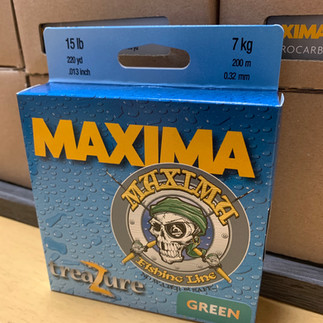 15 lb
220 yd
.013 inch
7 kg
200 m
0.32 mm
MAXIMA
MAXIMA
Fishing Line
treaZure
GREEN
XIMA
ROCARB